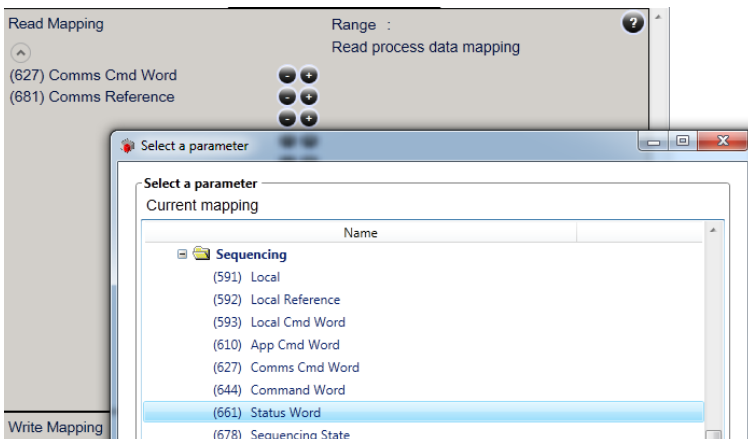 Read Mapping
Range :
?
Read process data mapping
(627) Comms Cmd Word
- +
(681) Comms Reference
- +
- +
Select a parameter
X
Select a parameter
Current mapping
Name
Sequencing
(591) Local
(592) Local Reference
(593) Local Cmd Word
(610) App Cmd Word
(627) Comms Cmd Word
(644) Command Word
(661) Status Word
(678) Sequencing State
Write Mapping